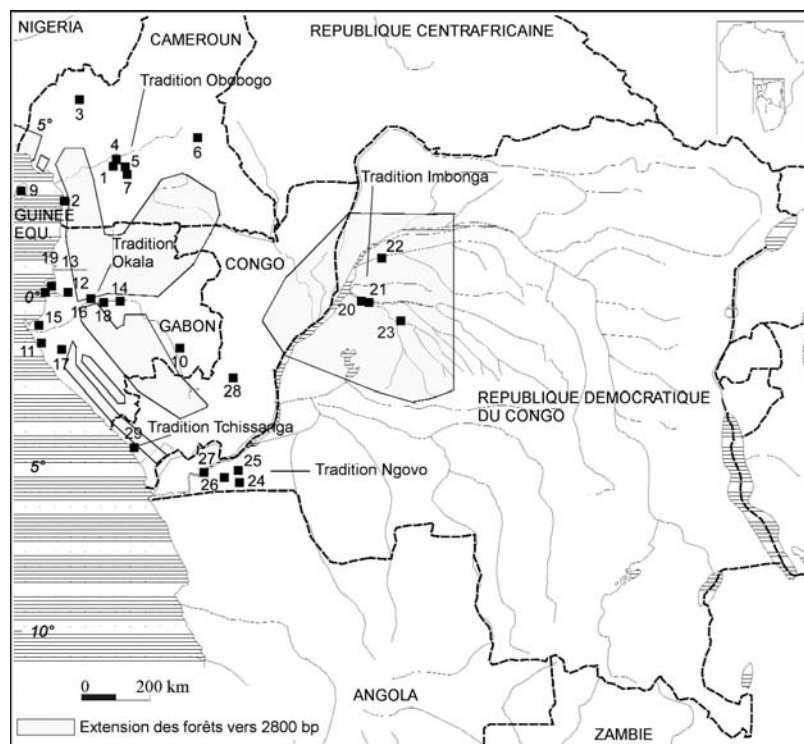 NIGERIA
CAMEROUN
REPUBLIQUE CENTRAFRICAINE
Tradition Obobogo
3
5°
4
5
6
1
7
Tradition Imbonga
9
2
GUINEE
EQU.
Tradition
Okala
CONGO
22
19
13
12
14
0°
16
18
20
21
15
GABON
23
11
17
10
28
REPUBLIQUE DEMOCRATIQUE
DU CONGO
29
Tradition Tchissanga
5°
27
25
Tradition Ngovo
26
24
10°
0
200 km
ANGOLA
Extension des forêts vers 2800 bp
ZAMBIE